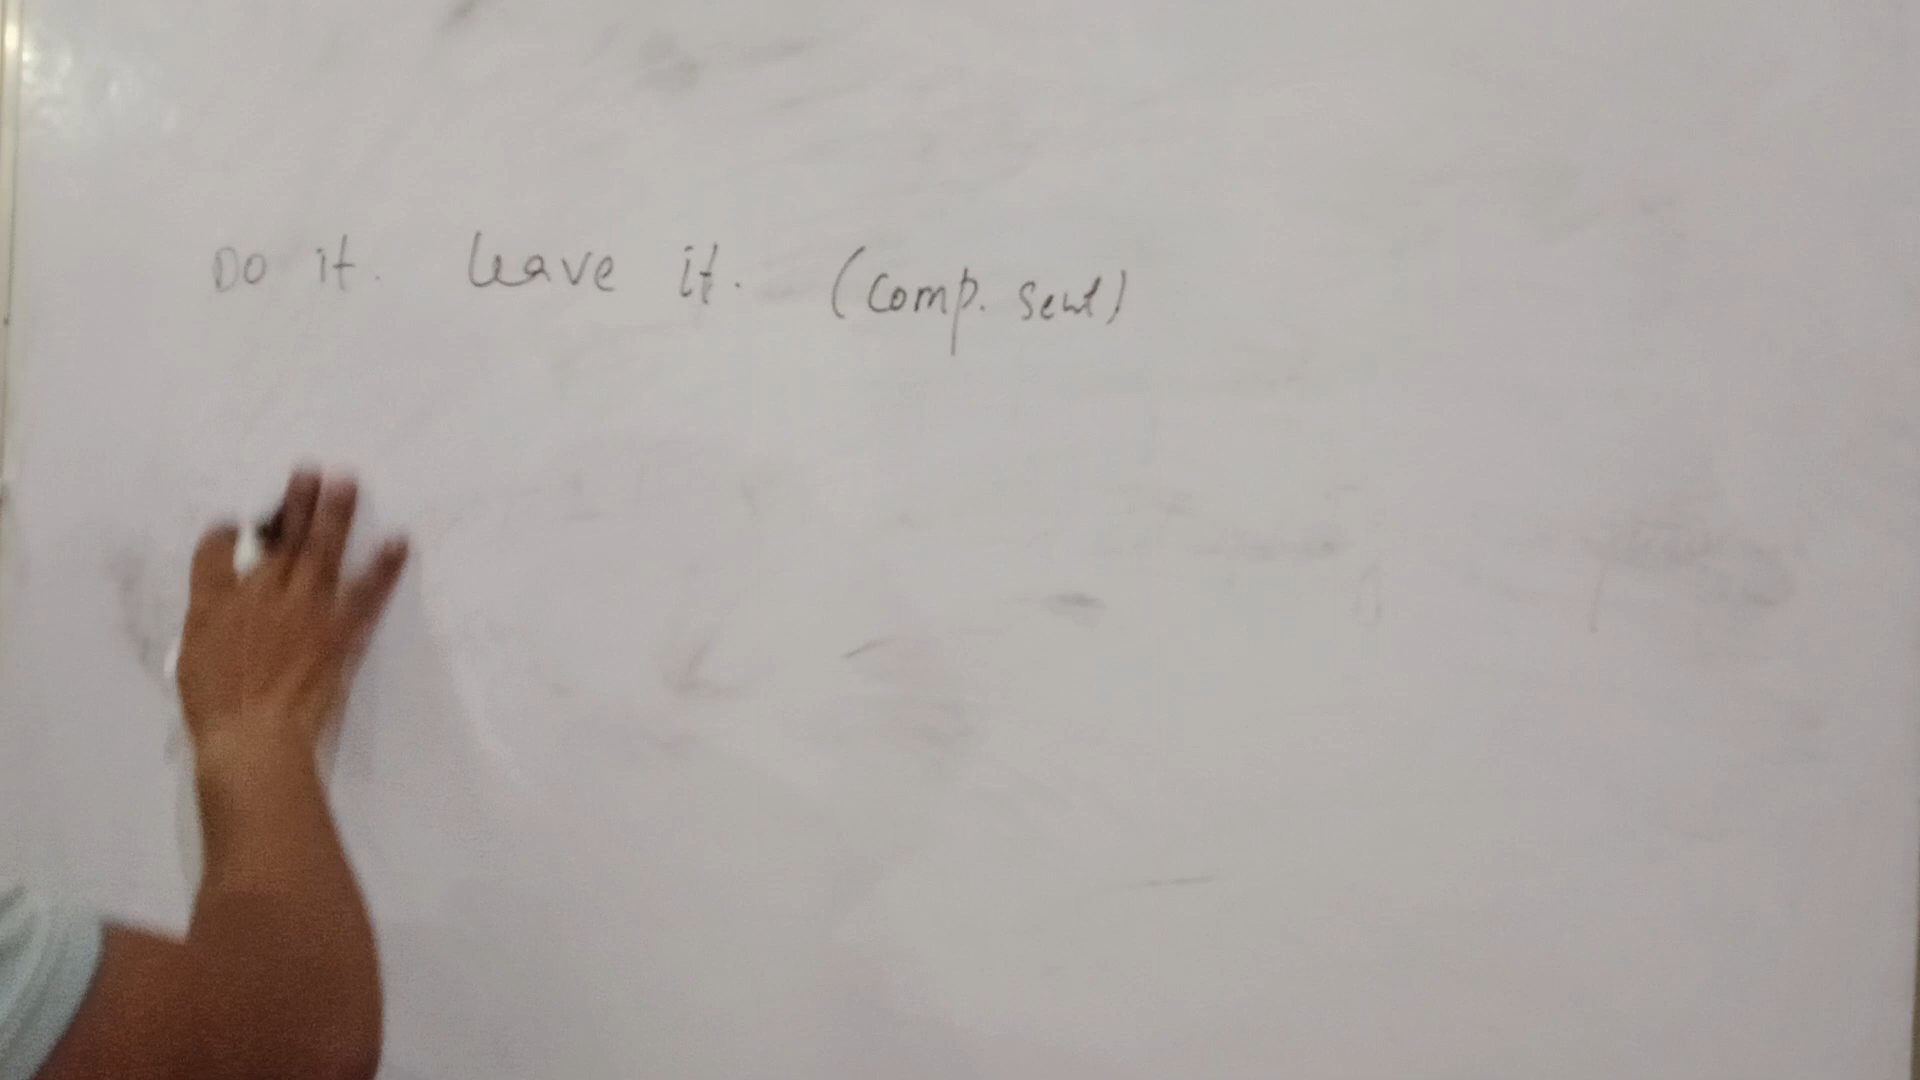 Do it. leave it. (comp. sent)